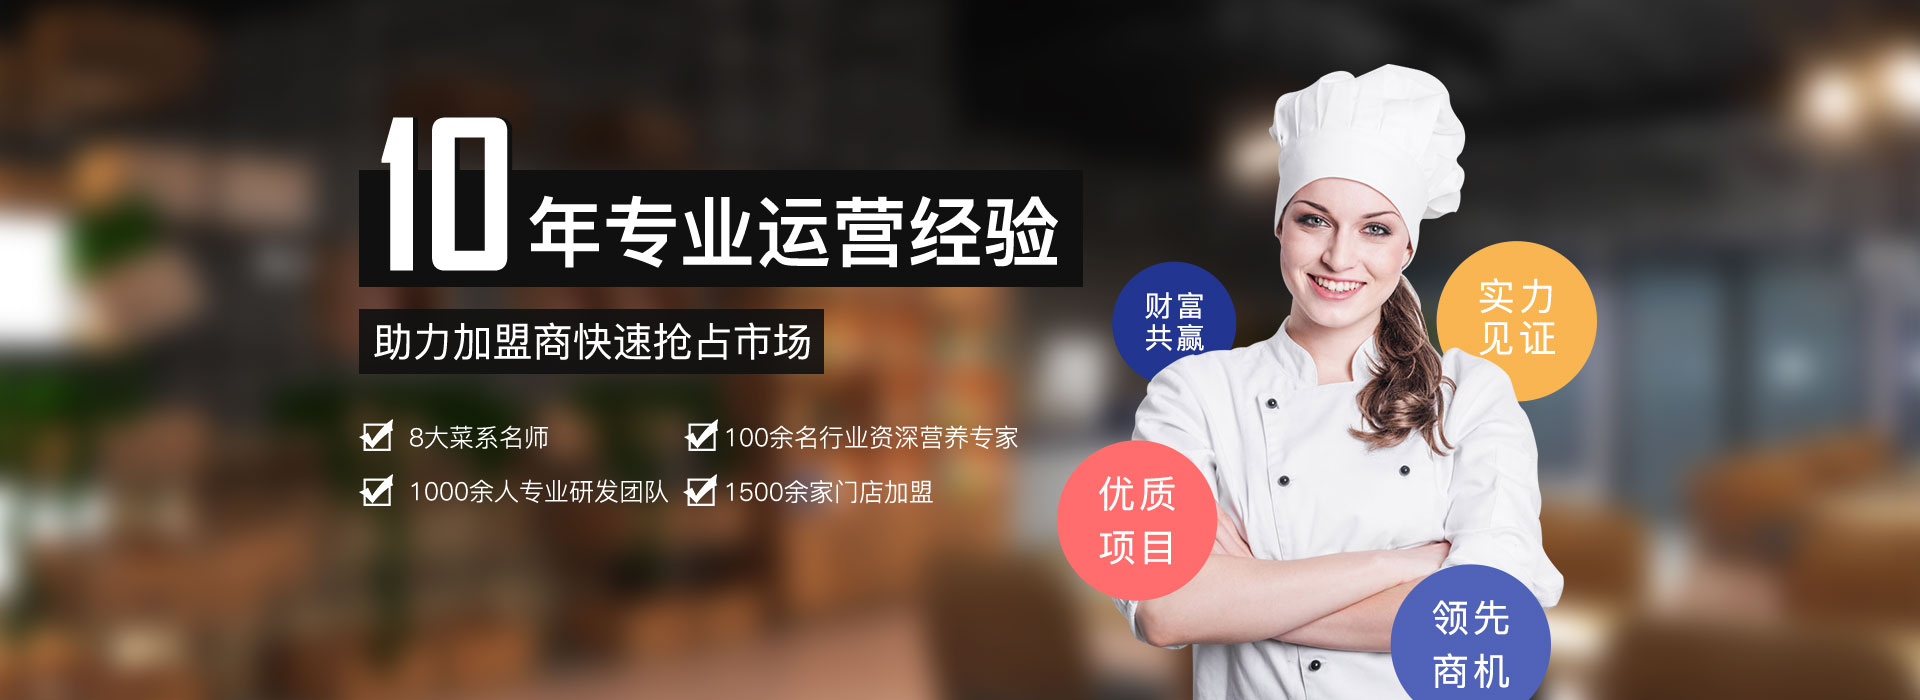 10年专业运营经验
助力加盟商快速抢占市场
8大菜系名师
100余名行业资深营养专家
1000余人专业研发团队
1500余家门店加盟
财富
共赢
实力
见证
优质
项目
领先
商机